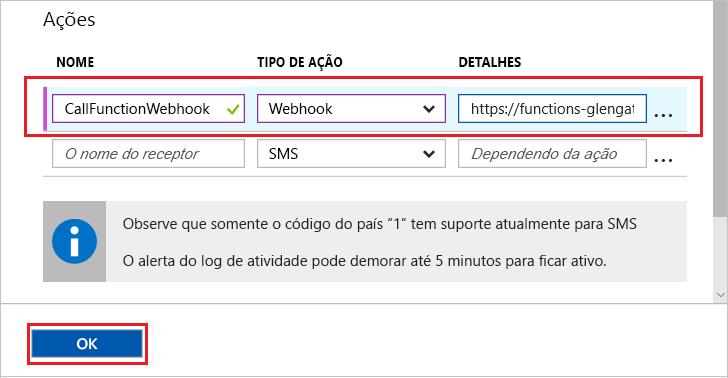 Ações
NOME TIPO DE AÇÃO DETALHES
CallFunctionWebhook Webhook https://functions-glengat ...
O nome do receptor SMS Dependendo da ação ...
Observe que somente o código do país “1” tem suporte atualmente para SMS
O alerta do log de atividade pode demorar até 5 minutos para ficar ativo.
OK